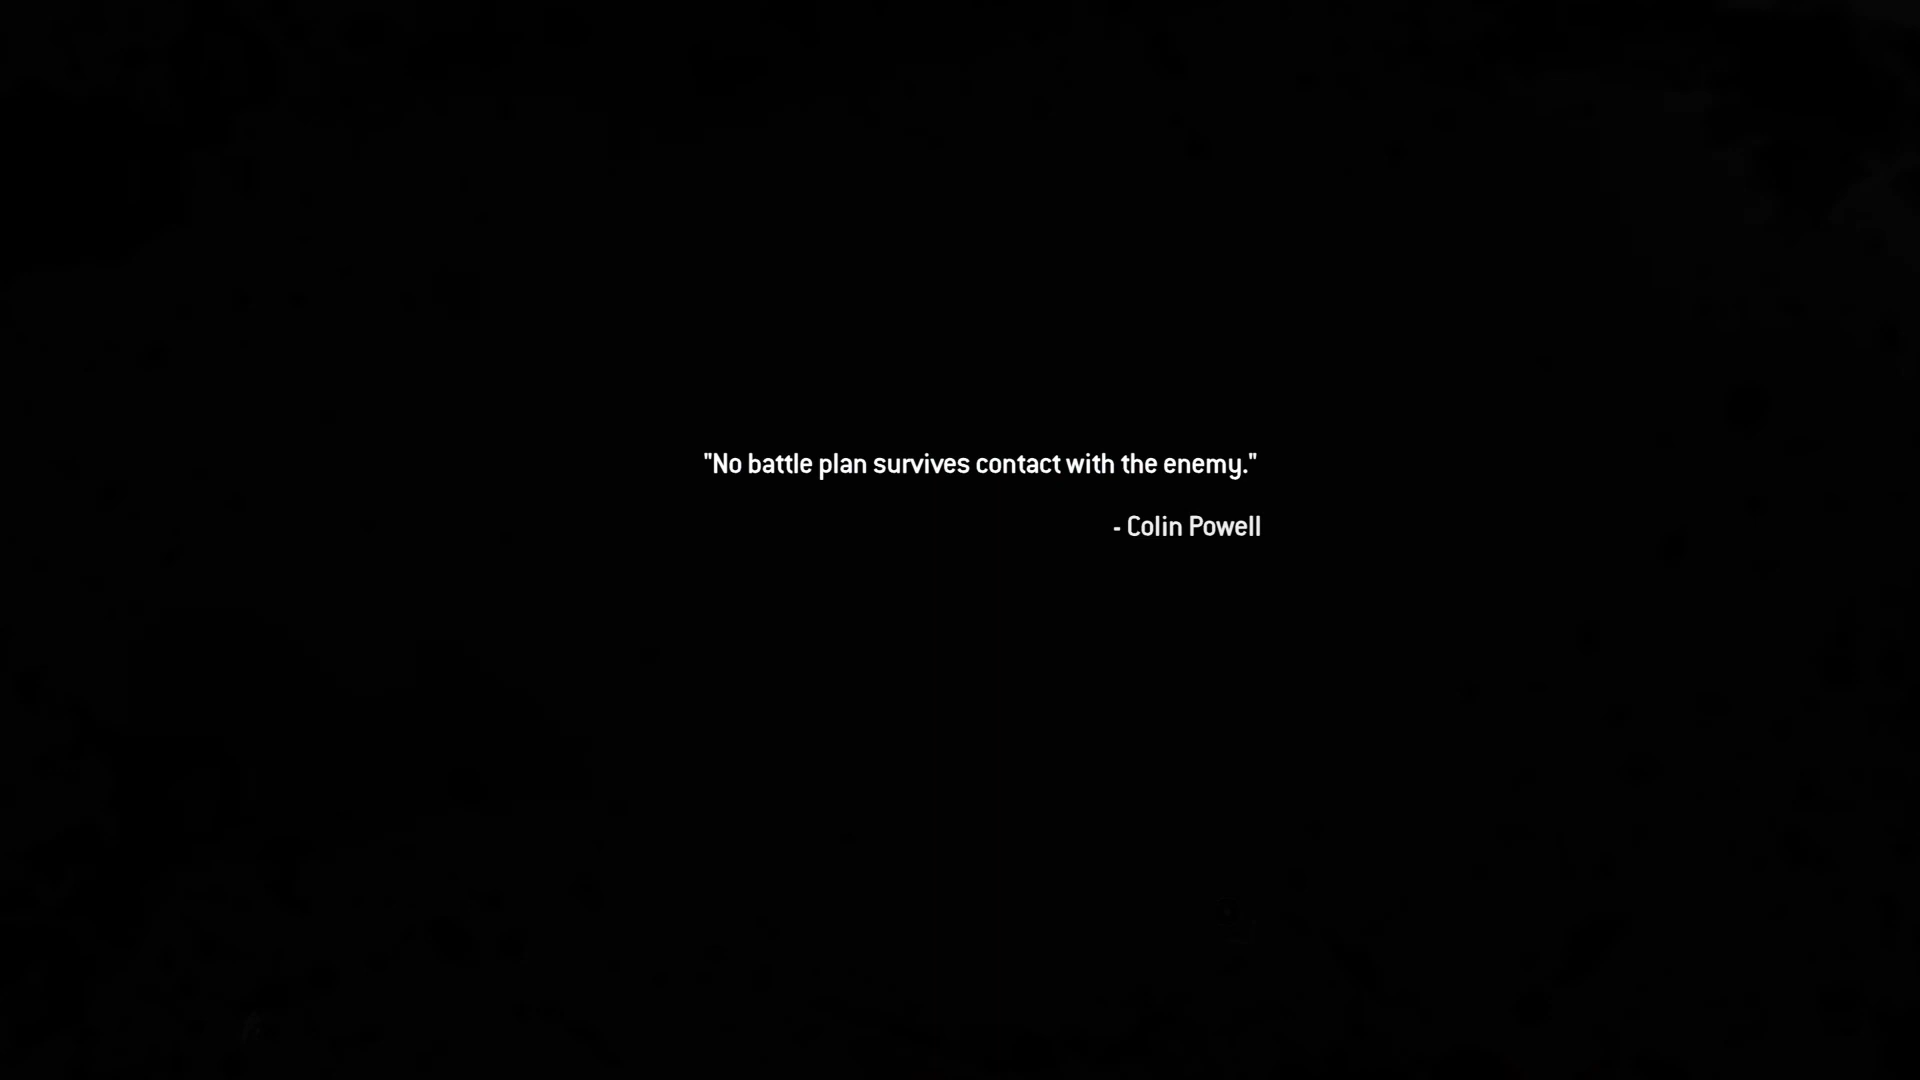 "No battle plan survives contact with the enemy."
- Colin Powell